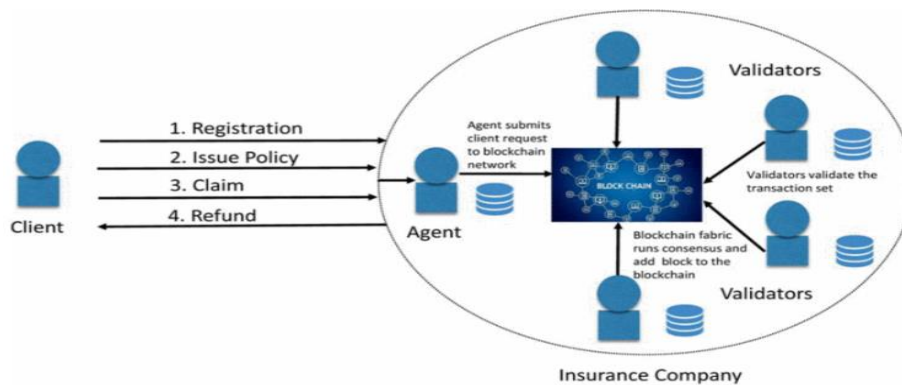 Validators
1. Registration
2. Issue Policy
3. Claim
4. Refund
Client
Agent submits
client request
to blockchain
network
Agent
BLOCK CHAIN
Validators validate the
transaction set
Blockchain fabric
runs consensus and
add block to the
blockchain
Validators
Insurance Company